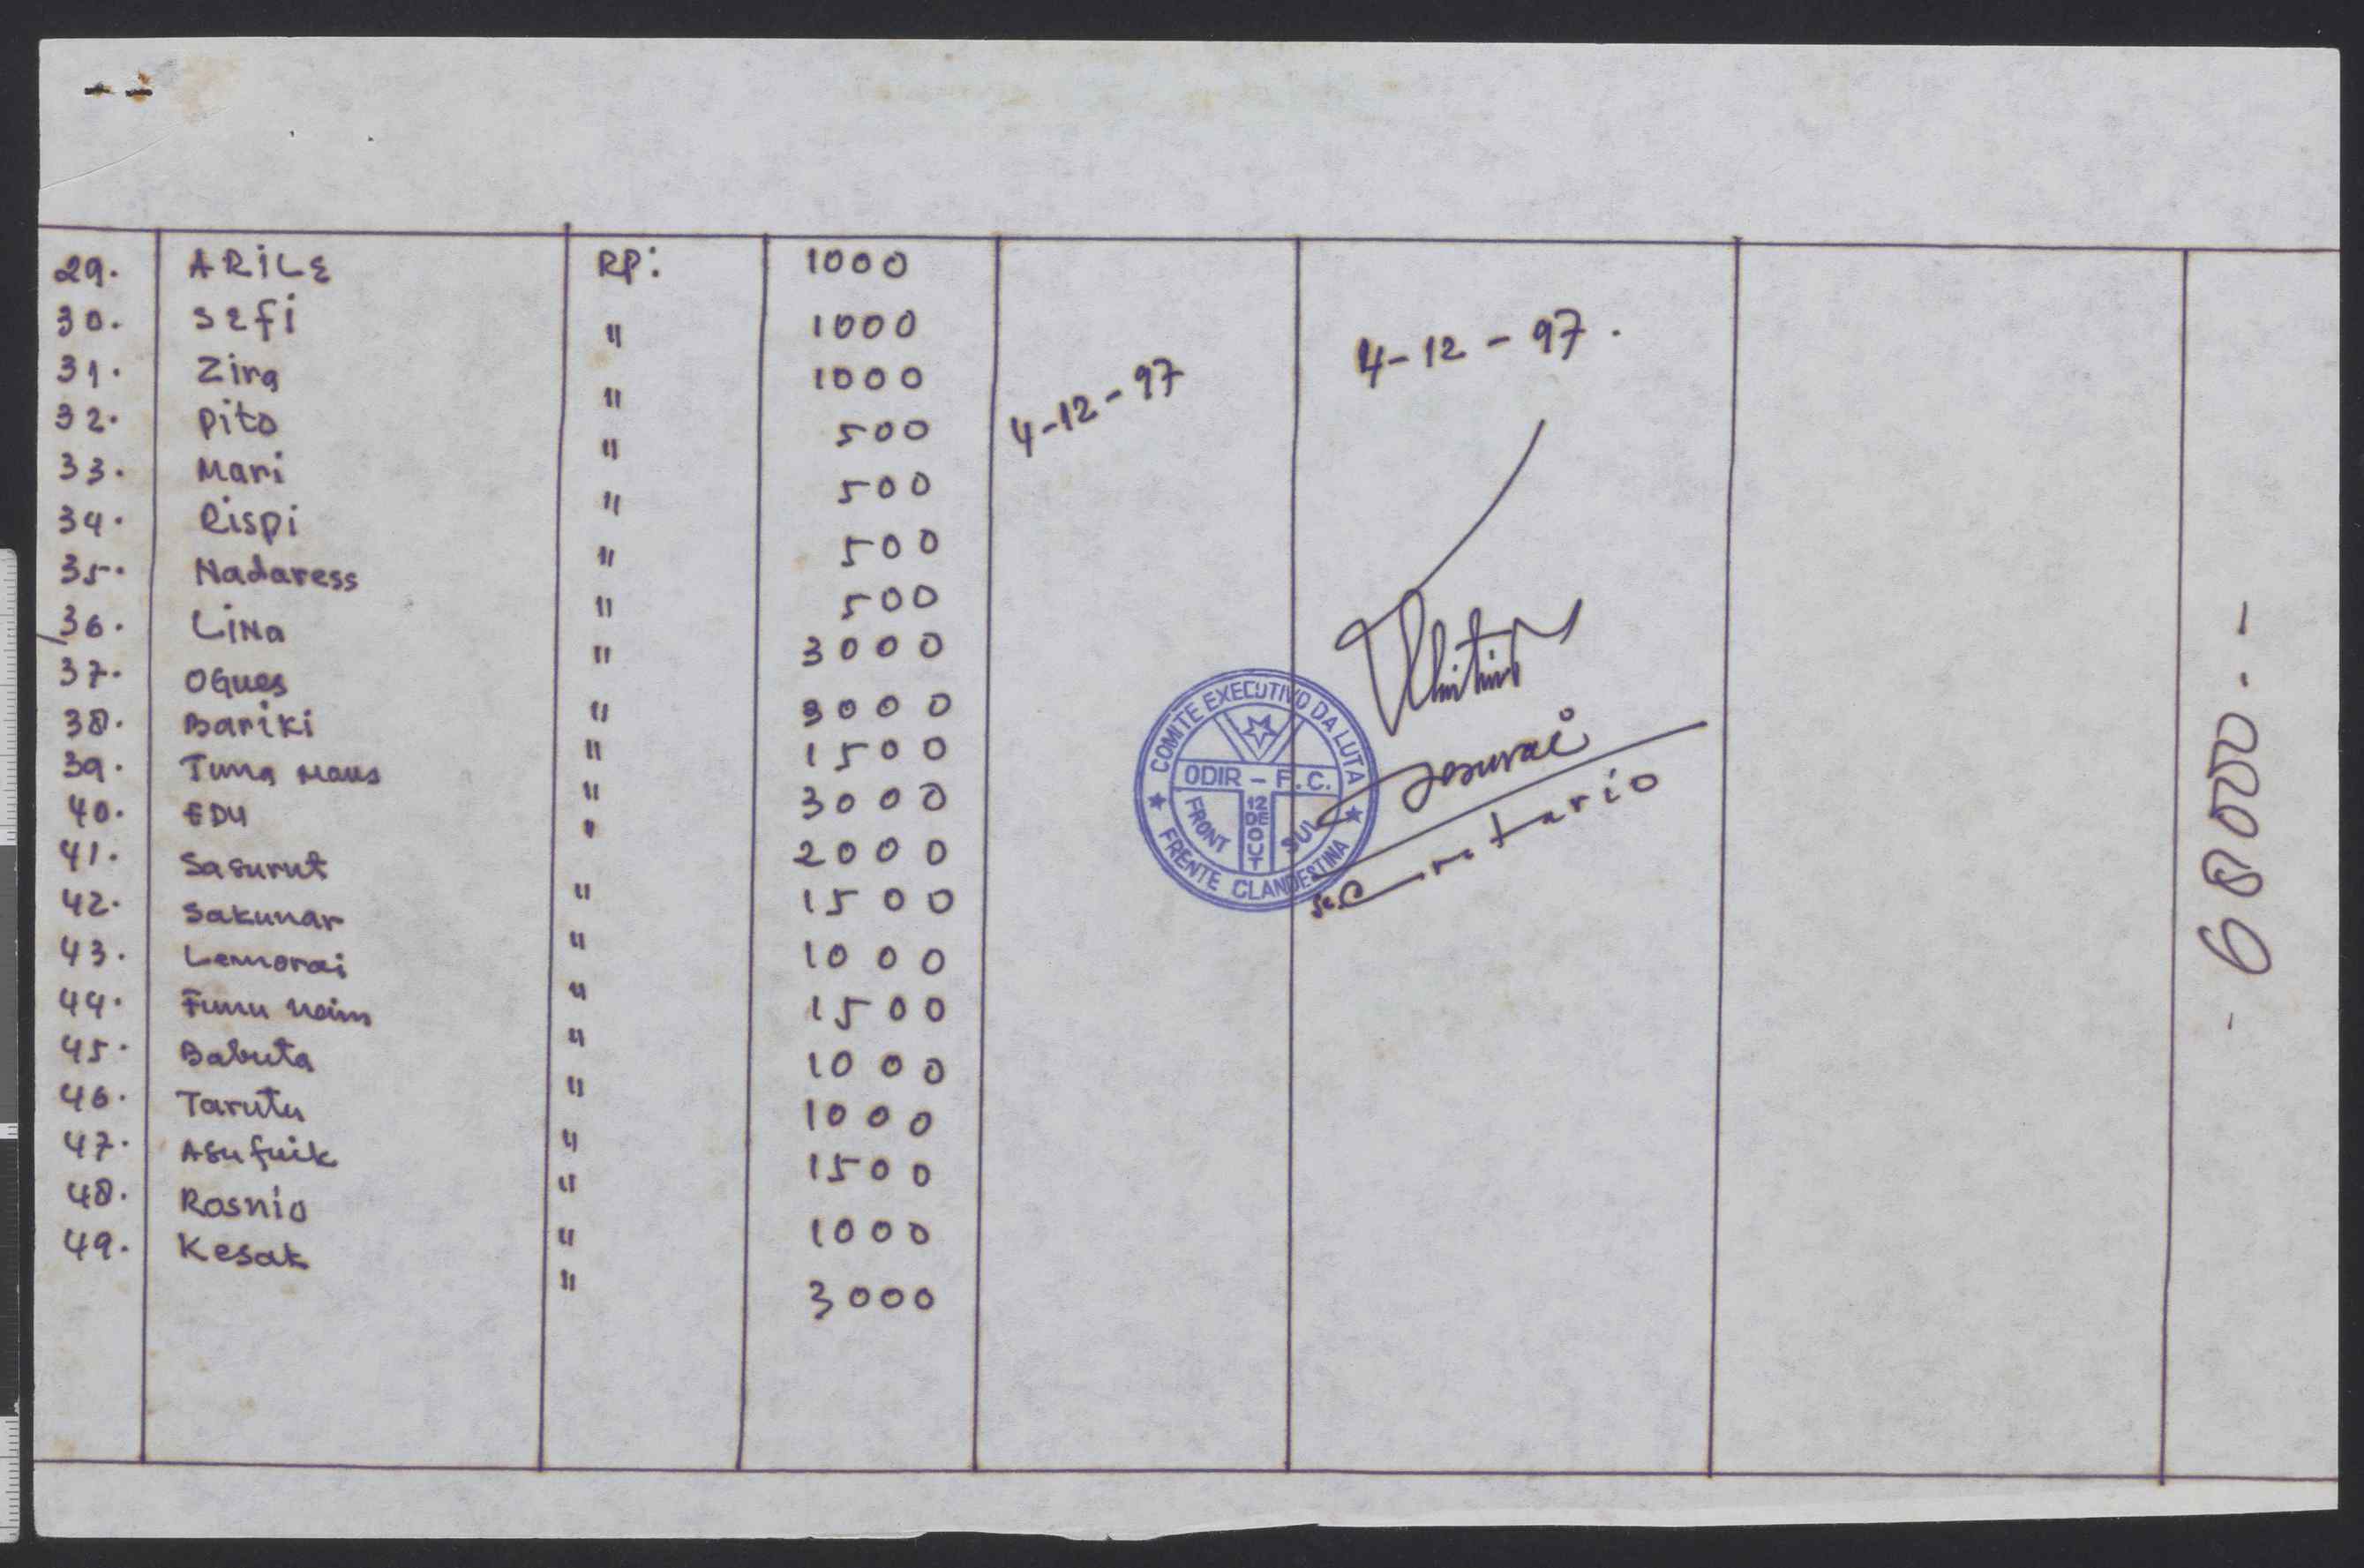 29. ARILE RP: 1000
30. Sefi " 1000
31. Zira " 1000
32. Pito " 500
33. Mari " 500
34. Rispi " 500
35. Nadaress " 500
36. LiNa " 3000
37. OGues " 3000
38. Bariki " 1500
39. Tuna Maus " 3000
40. EDU " 2000
41. Sasurut " 1500
42. Sakunar " 1000
43. Lemorai " 1500
44. Funu " 1000
45. Babuta " 1000
46. Tarutu " 1500
47. Asufuik " 1000
48. Rosnio " 3000
49. Kesak "
4-12-97
4-12-97.
COMITE EXECUTIVO DA LUTA
ODIR - F.C.
FRONT 12 DE OUT SUL
FRENTE CLANDESTINA
Secretario
- 68000.-